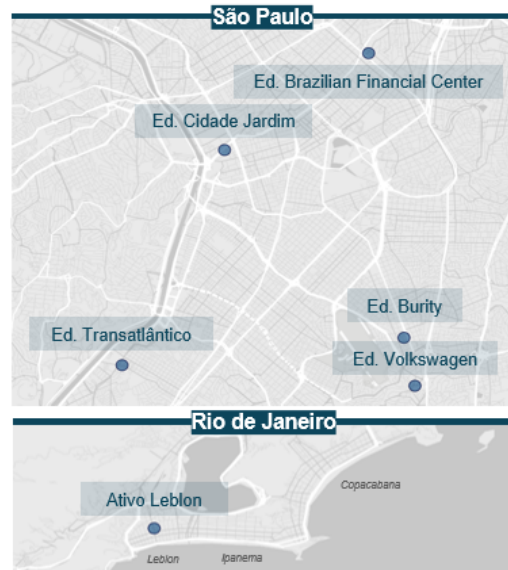 São Paulo
Ed. Brazilian Financial Center
Ed. Cidade Jardim
Ed. Burity
Ed. Transatlântico
Ed. Volkswagen
Rio de Janeiro
Copacabana
Ativo Leblon
Leblon
Ipanema